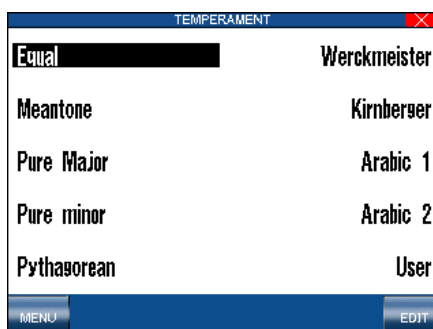 TEMPERAMENT
Equal Werckmeister
Meantone Kirnberger
Pure Major Arabic 1
Pure minor Arabic 2
Pythagorean User
MENU EDIT